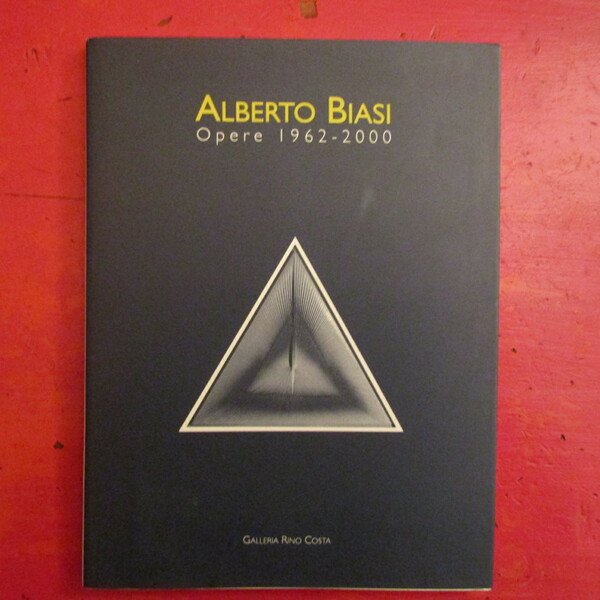 ALBERTO BIASI
Opere 1962-2000
GALLERIA RINO COSTA